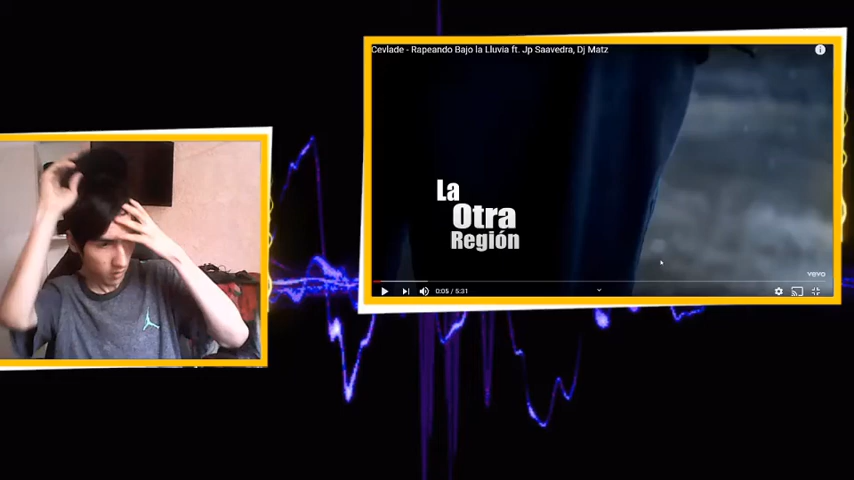 Cevlade - Rapeando Bajo la Lluvia ft. Jp Saavedra, Dj Matz
La
Otra
Región
vevo
0:05 / 5:31